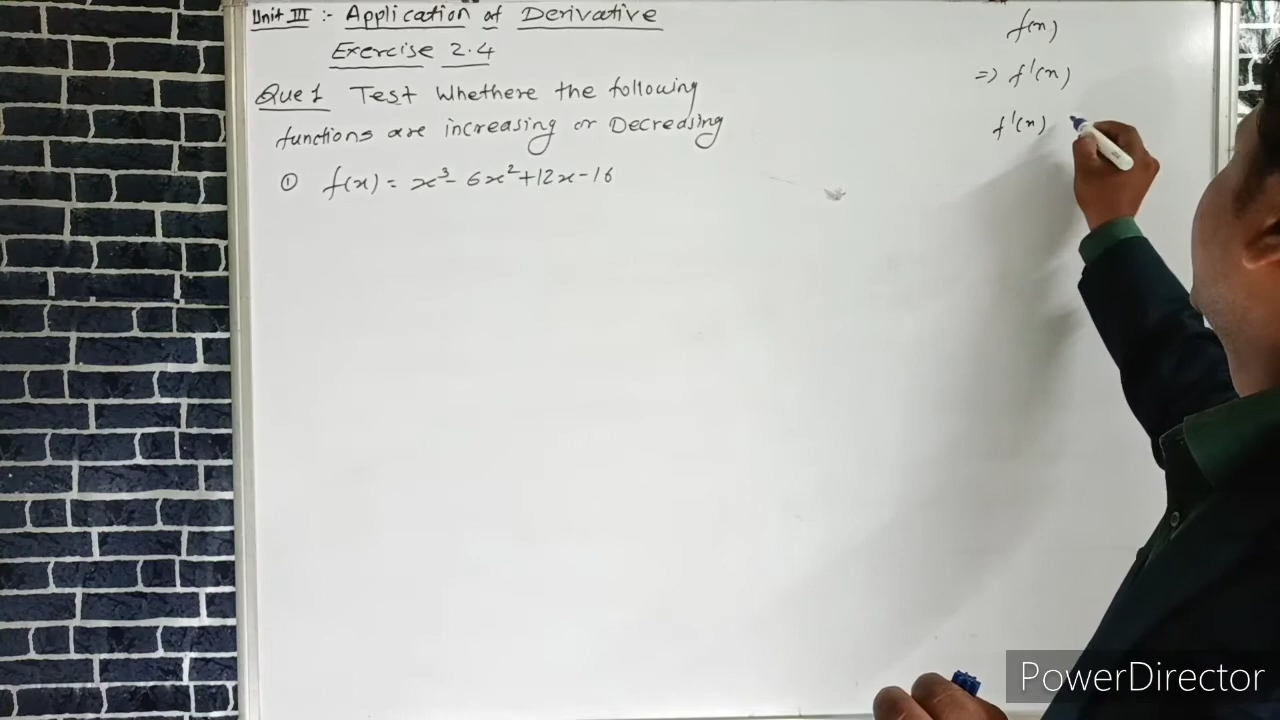 Unit III :- Application of Derivative
Exercise 2.4
Que 1 Test Whethere the following
functions are increasing or Decreasing
① f(x) = x³ - 6x² + 12x - 16
f(x)
=> f'(x)
f'(x)
PowerDirector